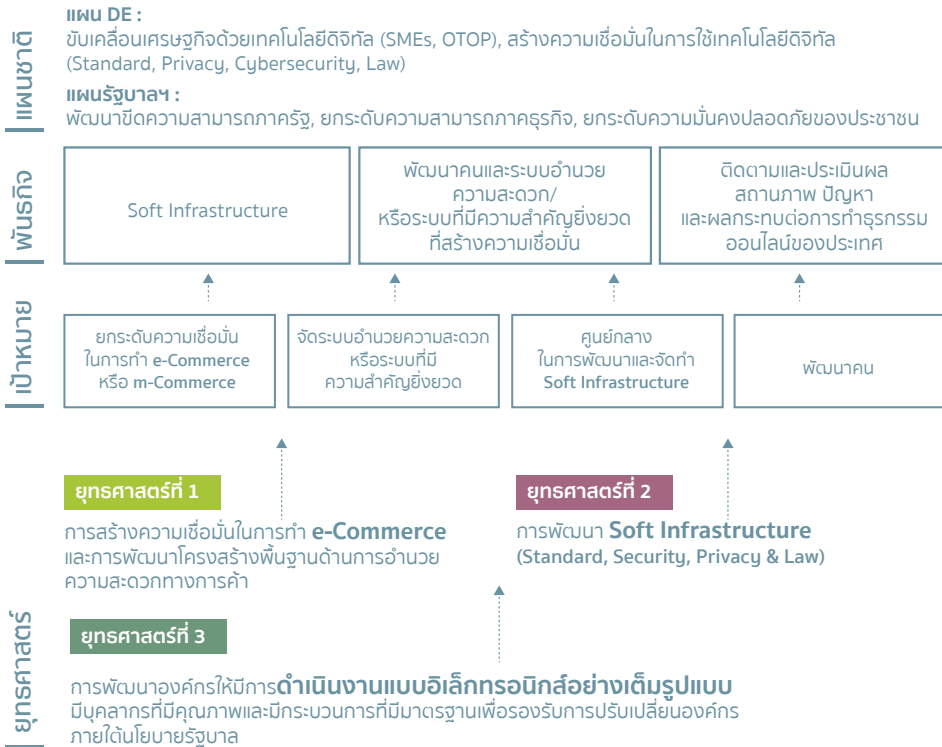 แผนชาติ
แผน DE :
ขับเคลื่อนเศรษฐกิจด้วยเทคโนโลยีดิจิทัล (SMEs, OTOP), สร้างความเชื่อมั่นในการใช้เทคโนโลยีดิจิทัล
(Standard, Privacy, Cybersecurity, Law)
แผนรัฐบาลฯ :
พัฒนาขีดความสามารถภาครัฐ, ยกระดับความสามารถภาคธุรกิจ, ยกระดับความมั่นคงปลอดภัยของประชาชน
พันธกิจ
Soft Infrastructure
พัฒนาคนและระบบอำนวย
ความสะดวก/
หรือระบบที่มีความสำคัญยิ่งยวด
ที่สร้างความเชื่อมั่น
ติดตามและประเมินผล
สถานภาพ ปัญหา
และผลกระทบต่อการทำธุรกรรม
ออนไลน์ของประเทศ
เป้าหมาย
ยกระดับความเชื่อมั่น
ในการทำ e-Commerce
หรือ m-Commerce
จัดระบบอำนวยความสะดวก
หรือระบบที่มี
ความสำคัญยิ่งยวด
ศูนย์กลาง
ในการพัฒนาและจัดทำ
Soft Infrastructure
พัฒนาคน
ยุทธศาสตร์
ยุทธศาสตร์ที่ 1
การสร้างความเชื่อมั่นในการทำ e-Commerce
และการพัฒนาโครงสร้างพื้นฐานด้านการอำนวย
ความสะดวกทางการค้า
ยุทธศาสตร์ที่ 2
การพัฒนา Soft Infrastructure
(Standard, Security, Privacy & Law)
ยุทธศาสตร์ที่ 3
การพัฒนาองค์กรให้มีการดำเนินงานแบบอิเล็กทรอนิกส์อย่างเต็มรูปแบบ
มีบุคลากรที่มีคุณภาพและมีกระบวนการที่มีมาตรฐานเพื่อรองรับการปรับเปลี่ยนองค์กร
ภายใต้นโยบายรัฐบาล